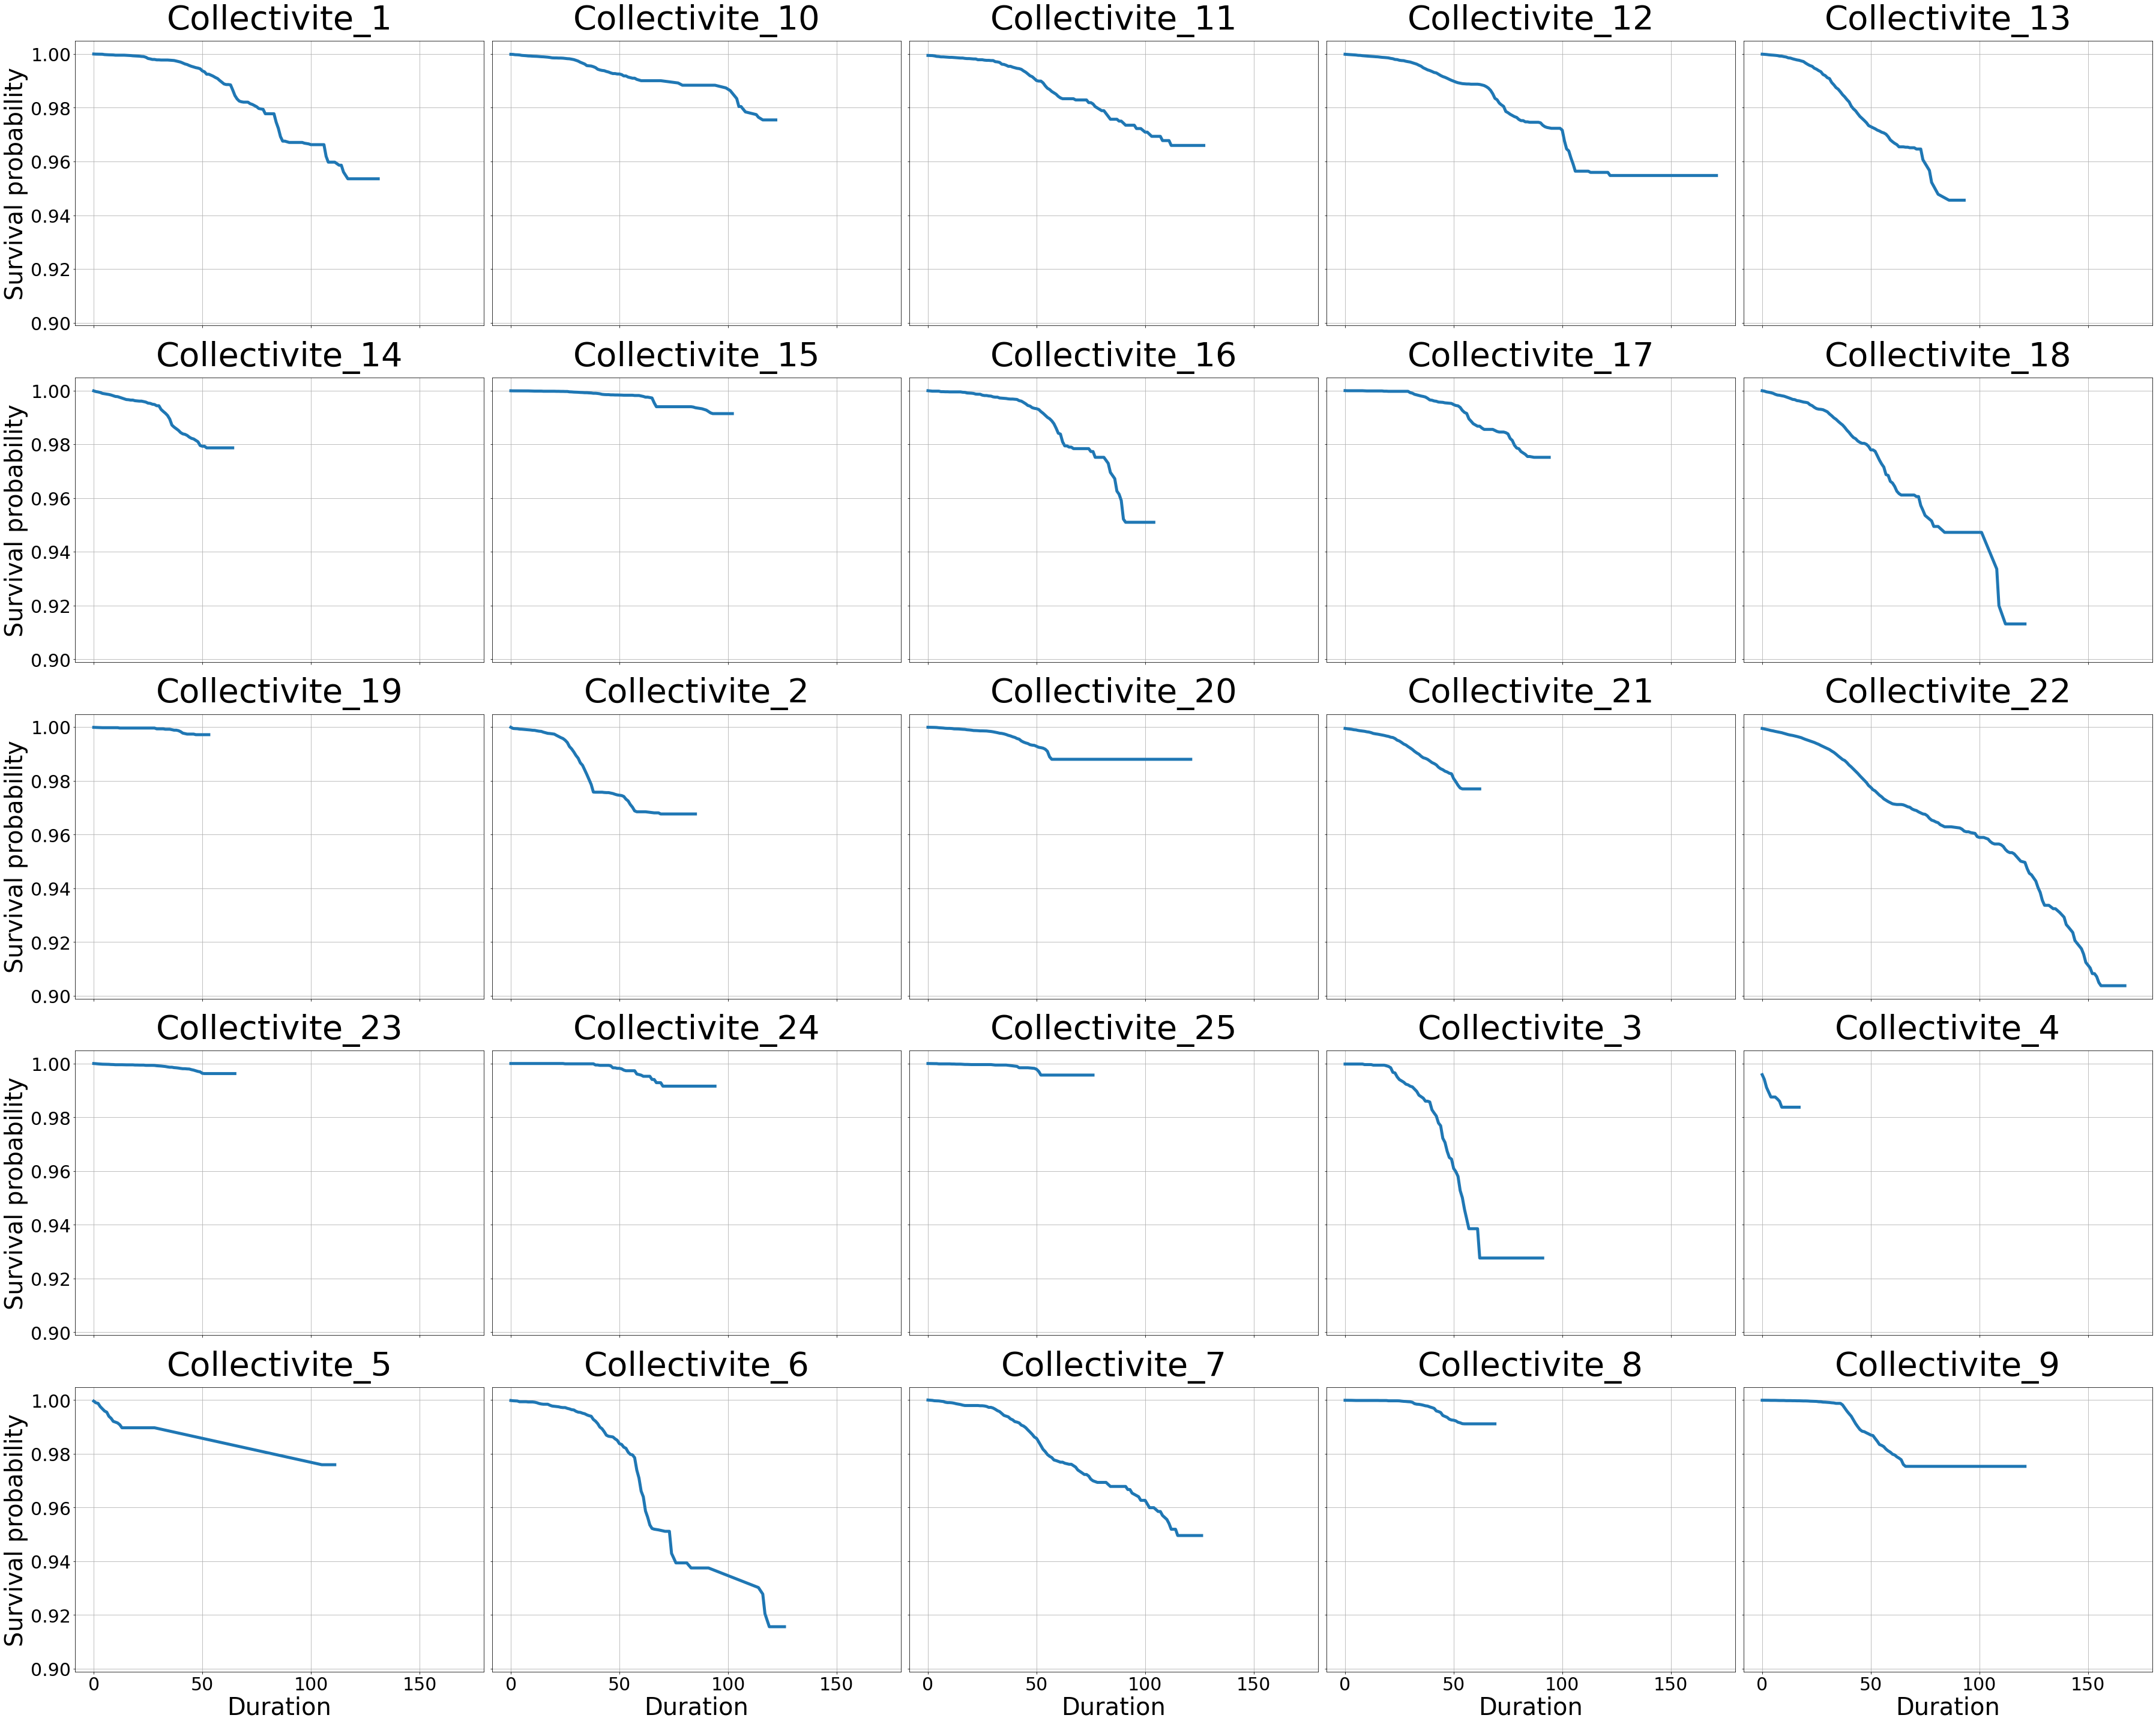 Collectivite_1 Collectivite_10 Collectivite_11 Collectivite_12 Collectivite_13
Survival probability
1.00
0.98
0.96
0.94
0.92
0.90
Collectivite_14 Collectivite_15 Collectivite_16 Collectivite_17 Collectivite_18
Survival probability
1.00
0.98
0.96
0.94
0.92
0.90
Collectivite_19 Collectivite_2 Collectivite_20 Collectivite_21 Collectivite_22
Survival probability
1.00
0.98
0.96
0.94
0.92
0.90
Collectivite_23 Collectivite_24 Collectivite_25 Collectivite_3 Collectivite_4
Survival probability
1.00
0.98
0.96
0.94
0.92
0.90
Collectivite_5 Collectivite_6 Collectivite_7 Collectivite_8 Collectivite_9
Survival probability
1.00
0.98
0.96
0.94
0.92
0.90
0 50 100 150 0 50 100 150 0 50 100 150 0 50 100 150 0 50 100 150
Duration Duration Duration Duration Duration